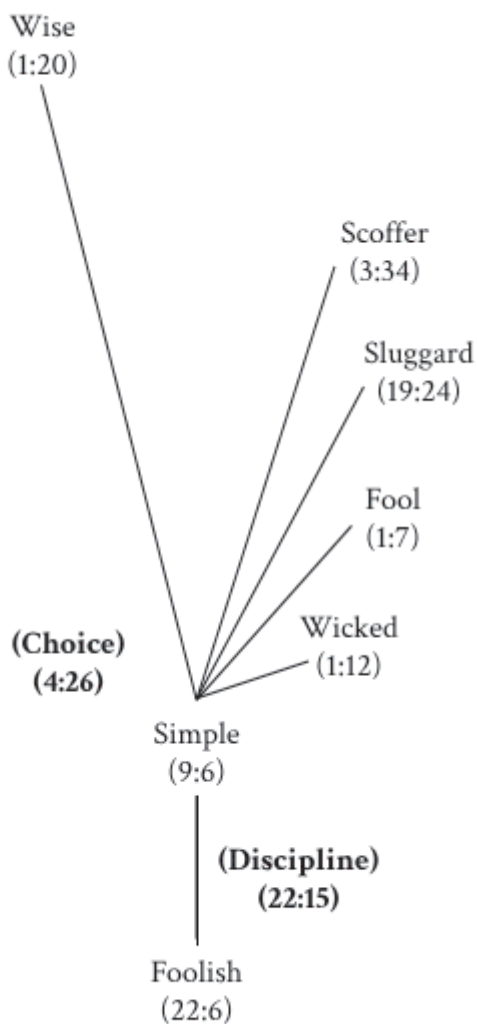 Wise
(1:20)
Scoffer
(3:34)
Sluggard
(19:24)
Fool
(1:7)
Wicked
(1:12)
(Choice)
(4:26)
Simple
(9:6)
(Discipline)
(22:15)
Foolish
(22:6)